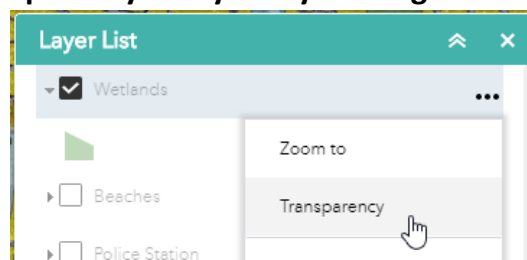 Layer List
Wetlands
Zoom to
Beaches
Transparency
Police Station